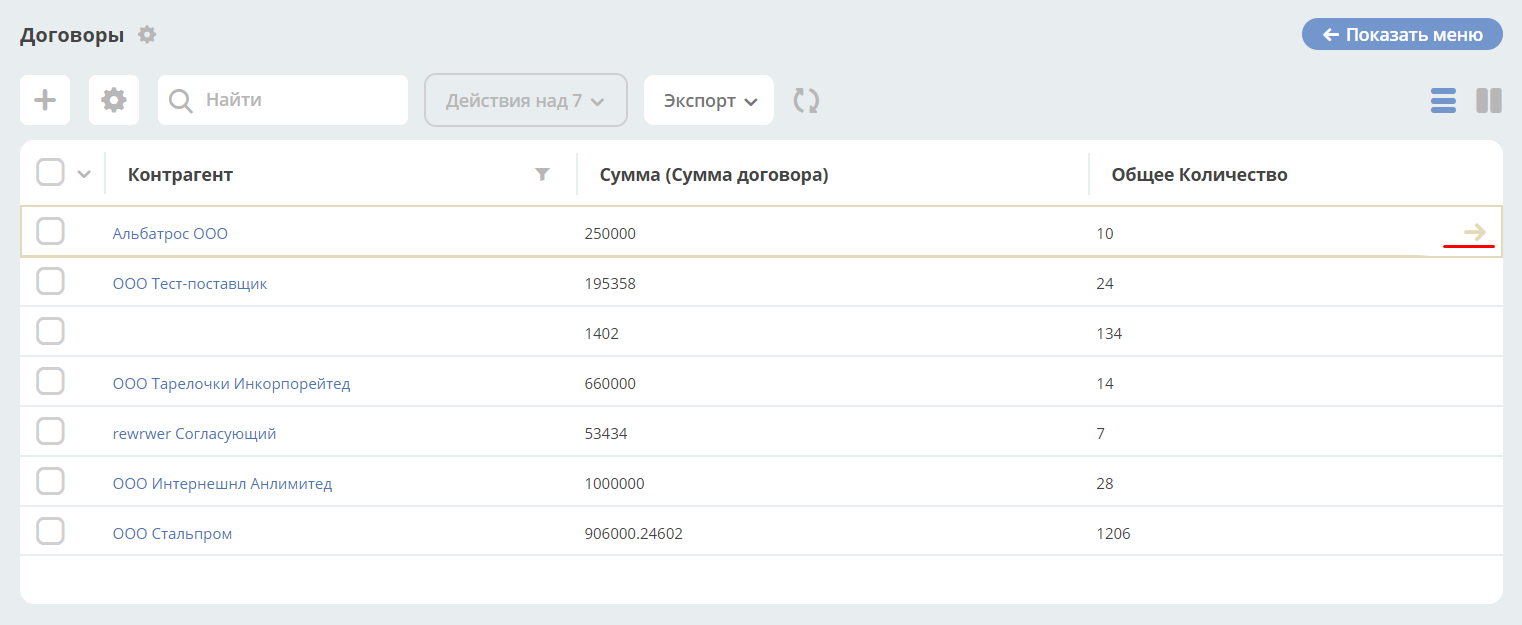 Договоры
Показать меню
Найти
Действия над 7
Экспорт
Контрагент Сумма (Сумма договора) Общее Количество
Альбатрос ООО 250000 10
ООО Тест-поставщик 195358 24
1402 134
ООО Тарелочки Инкорпорейтед 660000 14
rewrwer Согласующий 53434 7
ООО Интернешнл Анлимитед 1000000 28
ООО Стальпром 906000.24602 1206